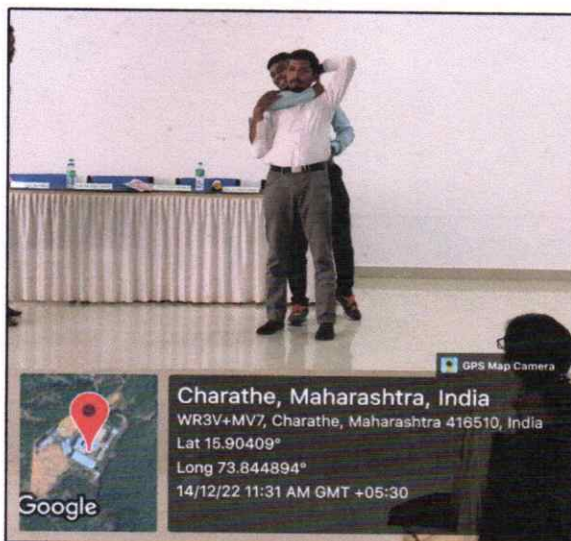 GPS Map Camera
Charathe, Maharashtra, India
WR3V+MV7, Charathe, Maharashtra 416510, India
Lat 15.90409°
Long 73.844894°
14/12/22 11:31 AM GMT +05:30
Google